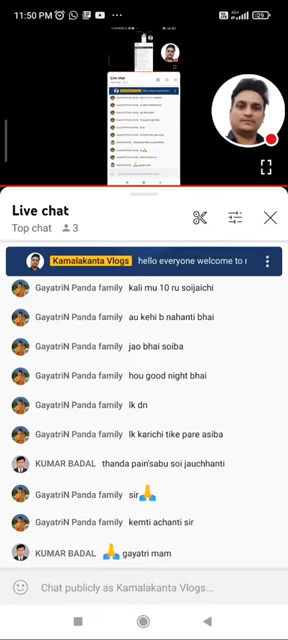 11:50 PM
4G+
29
Live chat
Top chat 3
Kamalakanta Vlogs hello everyone welcome to
GayatriN Panda family kali mu 10 ru soijaichi
GayatriN Panda family au kehi b nahanti bhai
GayatriN Panda family jao bhai soiba
GayatriN Panda family hou good night bhai
GayatriN Panda family lk dn
GayatriN Panda family lk karichi tike pare asiba
KUMAR BADAL thanda pain'sabu soi jauchhanti
GayatriN Panda family sir🙏
GayatriN Panda family kemti achanti sir
KUMAR BADAL 🙏 gayatri mam
Chat publicly as Kamalakanta Vlogs...